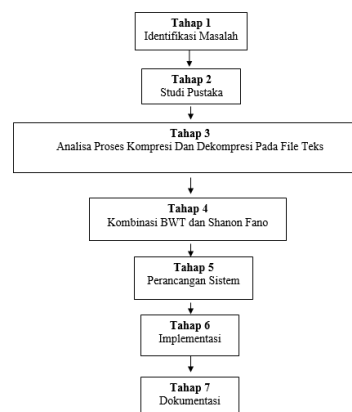 Tahap 1
Identifikasi Masalah
Tahap 2
Studi Pustaka
Tahap 3
Analisa Proses Kompresi Dan Dekompresi Pada File Teks
Tahap 4
Kombinasi BWT dan Shanon Fano
Tahap 5
Perancangan Sistem
Tahap 6
Implementasi
Tahap 7
Dokumentasi